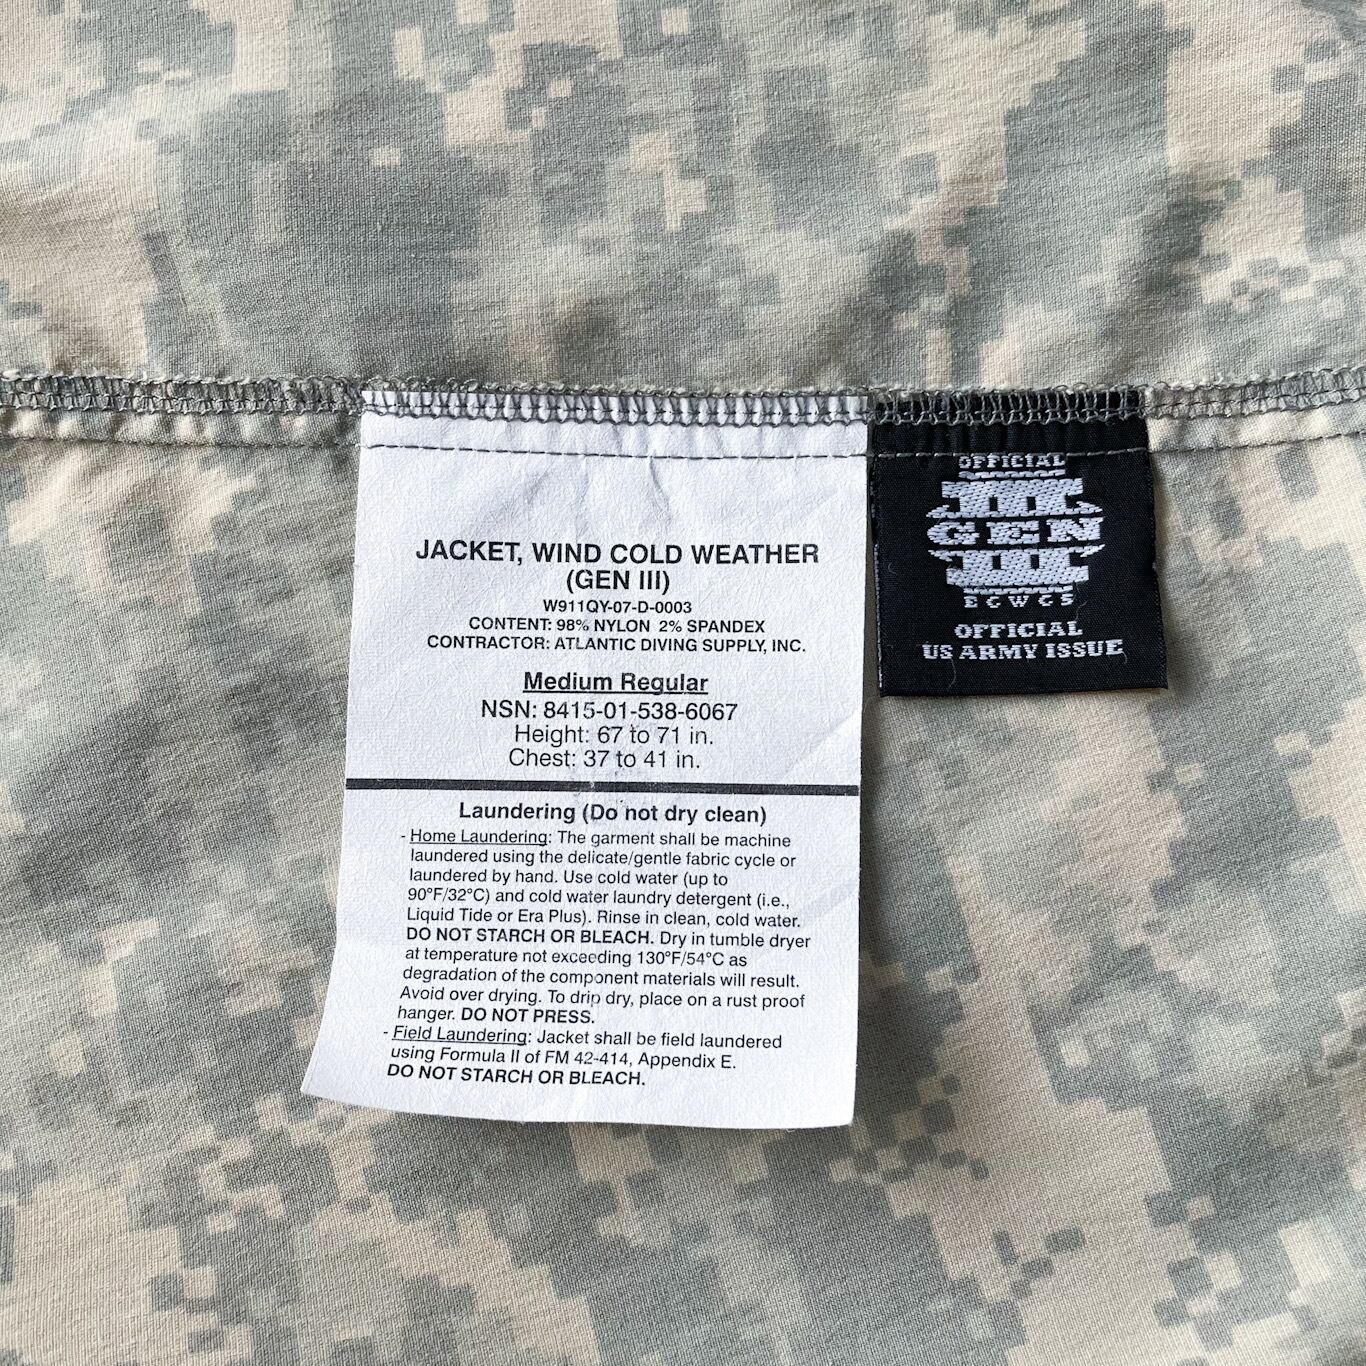 JACKET, WIND COLD WEATHER
(GEN III)
W911QY-07-D-0003
CONTENT: 98% NYLON 2% SPANDEX
CONTRACTOR: ATLANTIC DIVING SUPPLY, INC.
Medium Regular
NSN: 8415-01-538-6067
Height: 67 to 71 in.
Chest: 37 to 41 in.
Laundering (Do not dry clean)
- Home Laundering: The garment shall be machine
laundered using the delicate/gentle fabric cycle or
laundered by hand. Use cold water (up to
90°F/32°C) and cold water laundry detergent (i.e.,
Liquid Tide or Era Plus). Rinse in clean, cold water.
DO NOT STARCH OR BLEACH. Dry in tumble dryer
at temperature not exceeding 130°F/54°C as
degradation of the component materials will result.
Avoid over drying. To drip dry, place on a rust proof
hanger. DO NOT PRESS.
- Field Laundering: Jacket shall be field laundered
using Formula II of FM 42-414, Appendix E.
DO NOT STARCH OR BLEACH.
OFFICIAL
III
GEN
III
ECWCS
OFFICIAL
US ARMY ISSUE